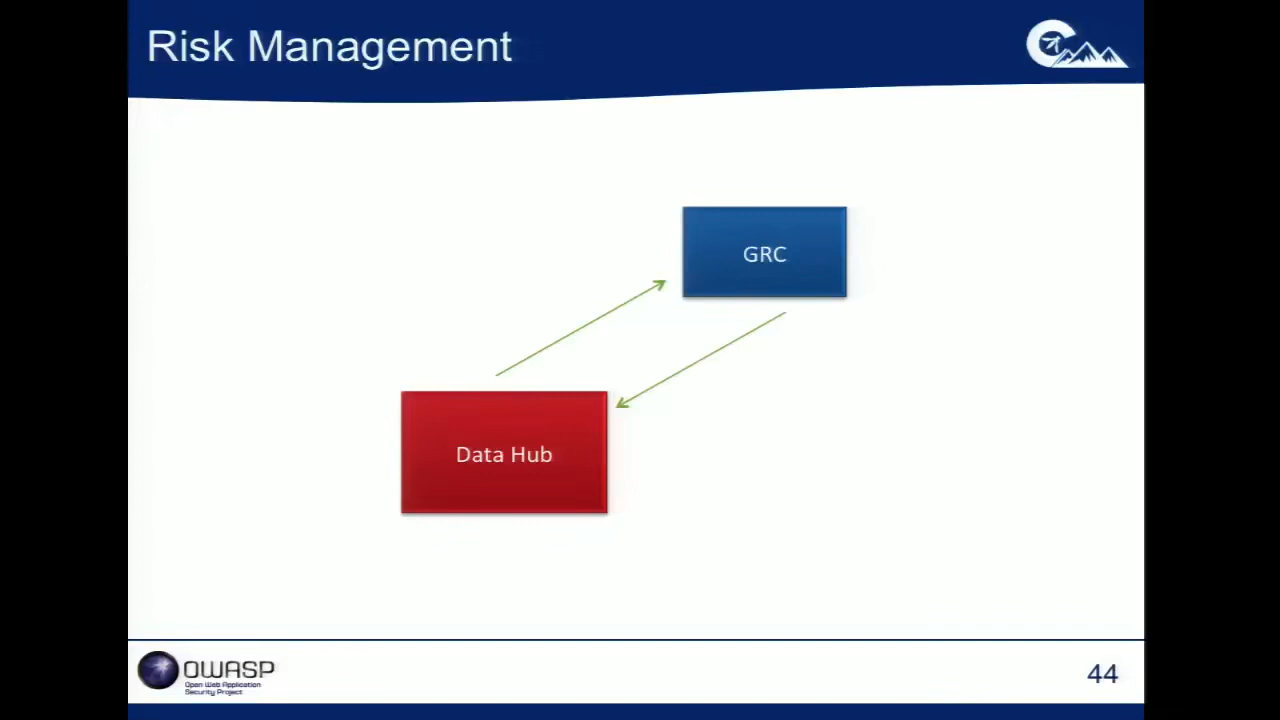 Risk Management
GRC
Data Hub
OWASP
Open Web Application
Security Project
44